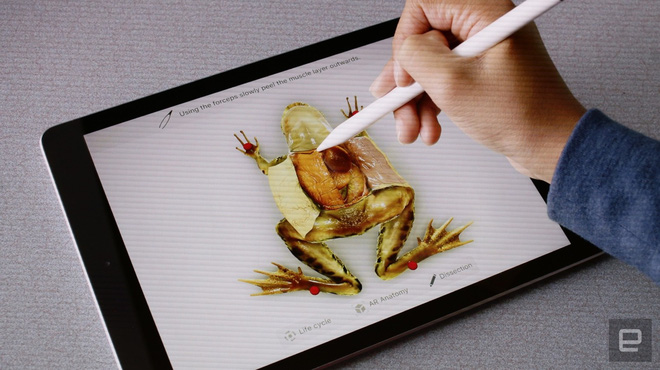 Using the forceps slowly peel the muscle layer outwards.
Life cycle
AR Anatomy
Dissection
e